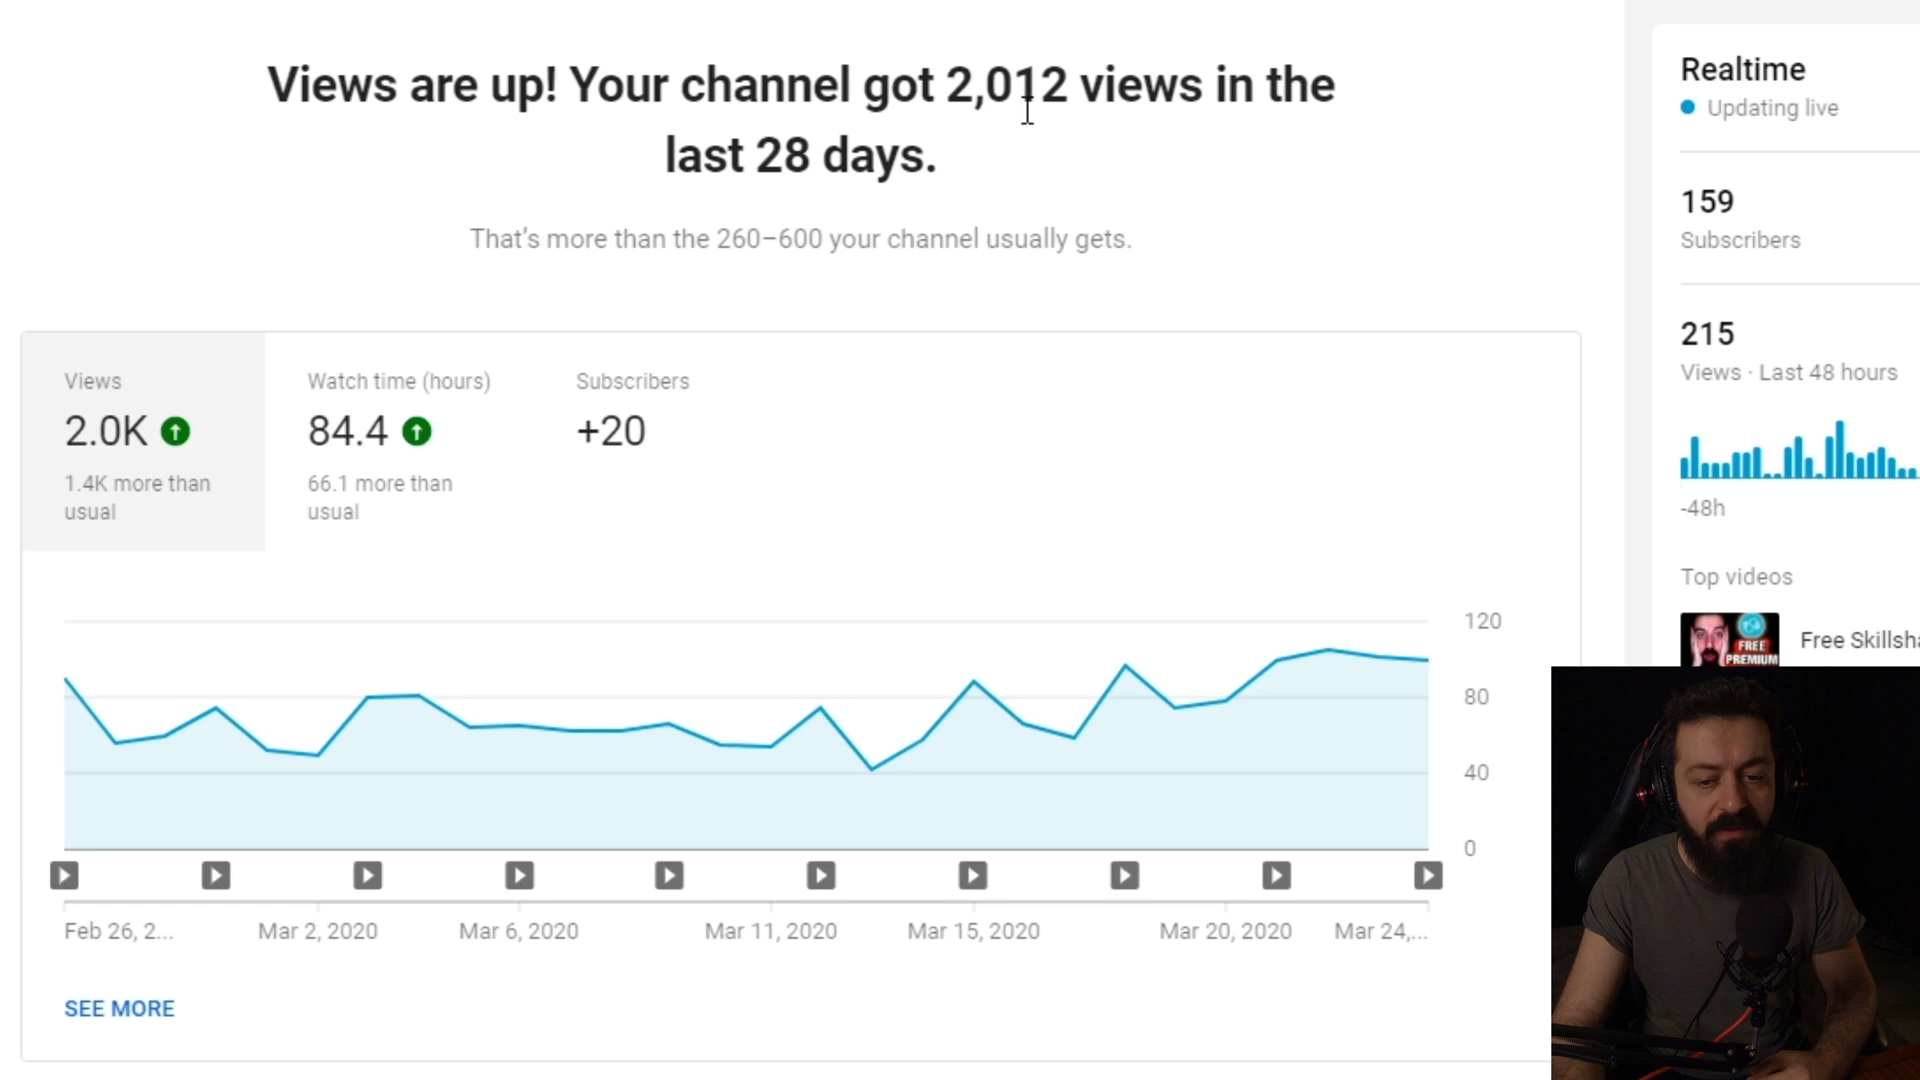 Views are up! Your channel got 2,012 views in the
last 28 days.
That's more than the 260–600 your channel usually gets.
Views
2.0K
1.4K more than
usual
Watch time (hours)
84.4
66.1 more than
usual
Subscribers
+20
120
80
40
0
Feb 26, 2...
Mar 2, 2020
Mar 6, 2020
Mar 11, 2020
Mar 15, 2020
Mar 20, 2020
Mar 24,...
SEE MORE
Realtime
Updating live
159
Subscribers
215
Views · Last 48 hours
-48h
Top videos
FREE
PREMIUM
Free Skillsha